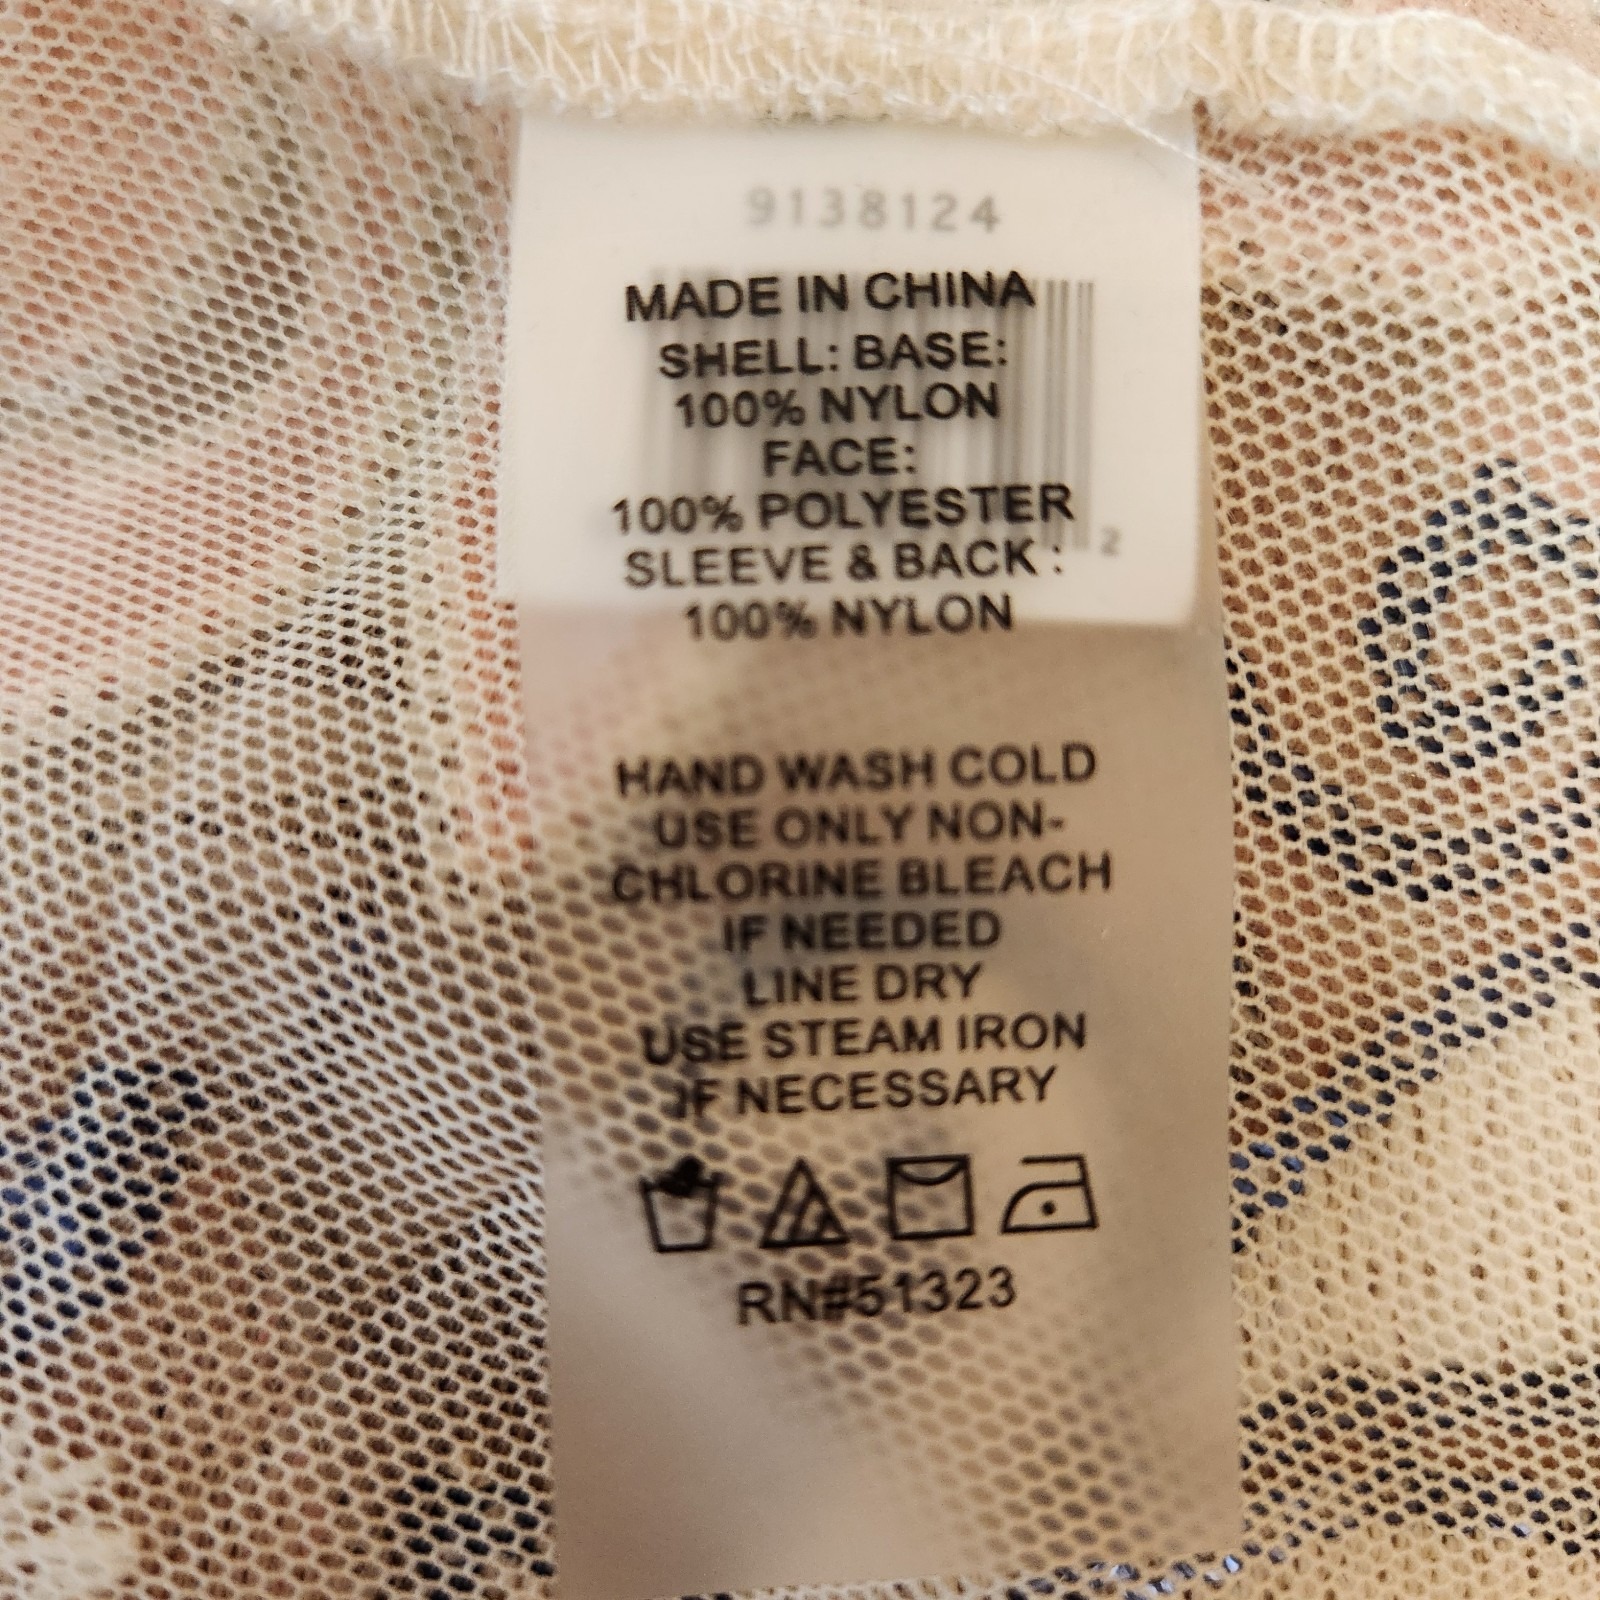 9138124
MADE IN CHINA
SHELL: BASE:
100% NYLON
FACE:
100% POLYESTER
SLEEVE & BACK :
2
100% NYLON
HAND WASH COLD
USE ONLY NON-
CHLORINE BLEACH
IF NEEDED
LINE DRY
USE STEAM IRON
IF NECESSARY
RN#51323